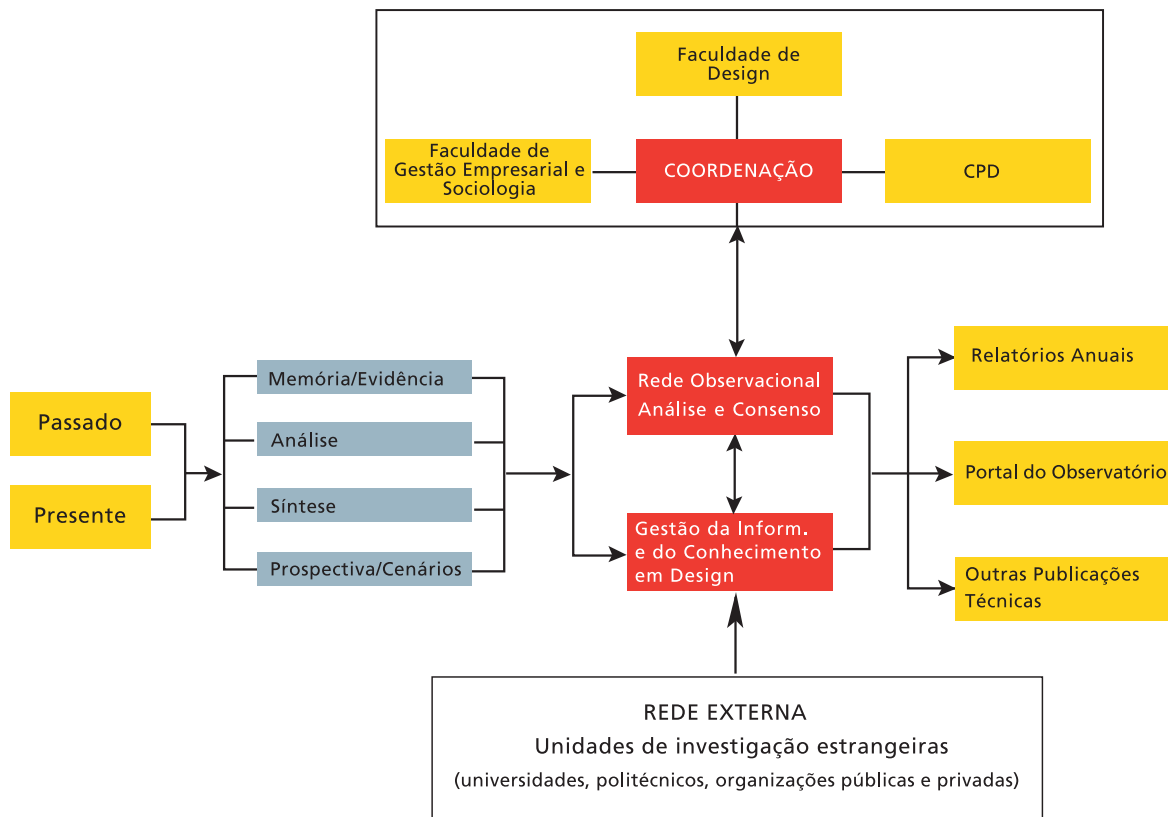 Faculdade de
Design
Faculdade de
Gestão Empresarial e
Sociologia
COORDENAÇÃO
CPD
Passado
Presente
Memória/Evidência
Análise
Síntese
Prospectiva/Cenários
Rede Observacional
Análise e Consenso
Gestão da Inform.
e do Conhecimento
em Design
Relatórios Anuais
Portal do Observatório
Outras Publicações
Técnicas
REDE EXTERNA
Unidades de investigação estrangeiras
(universidades, politécnicos, organizações públicas e privadas)